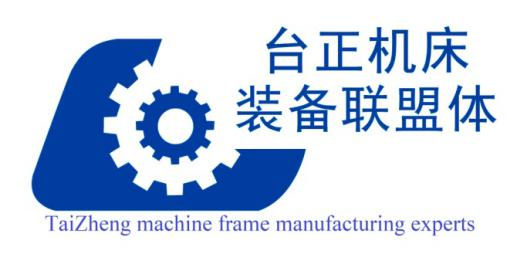 台正机床
装备联盟体
TaiZheng machine frame manufacturing experts